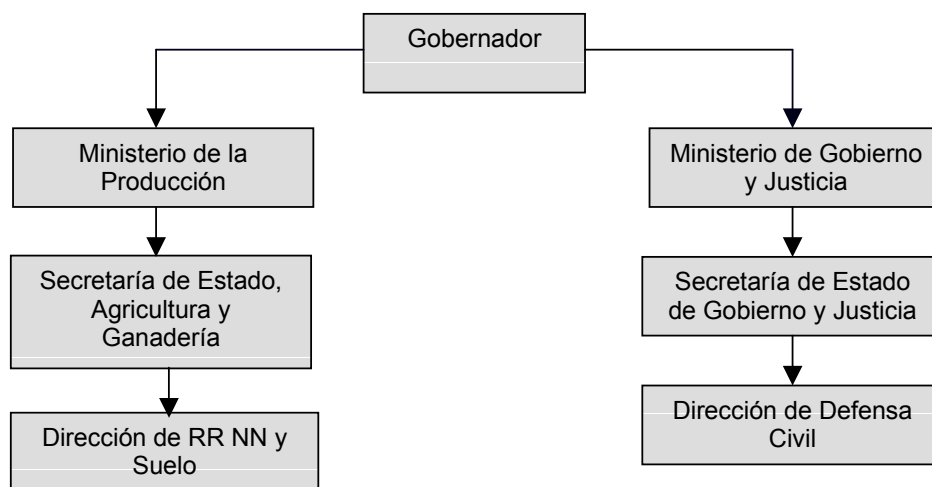 Gobernador
Ministerio de la
Producción
Ministerio de Gobierno
y Justicia
Secretaría de Estado,
Agricultura y
Ganadería
Secretaría de Estado
de Gobierno y Justicia
Dirección de RR NN y
Suelo
Dirección de Defensa
Civil